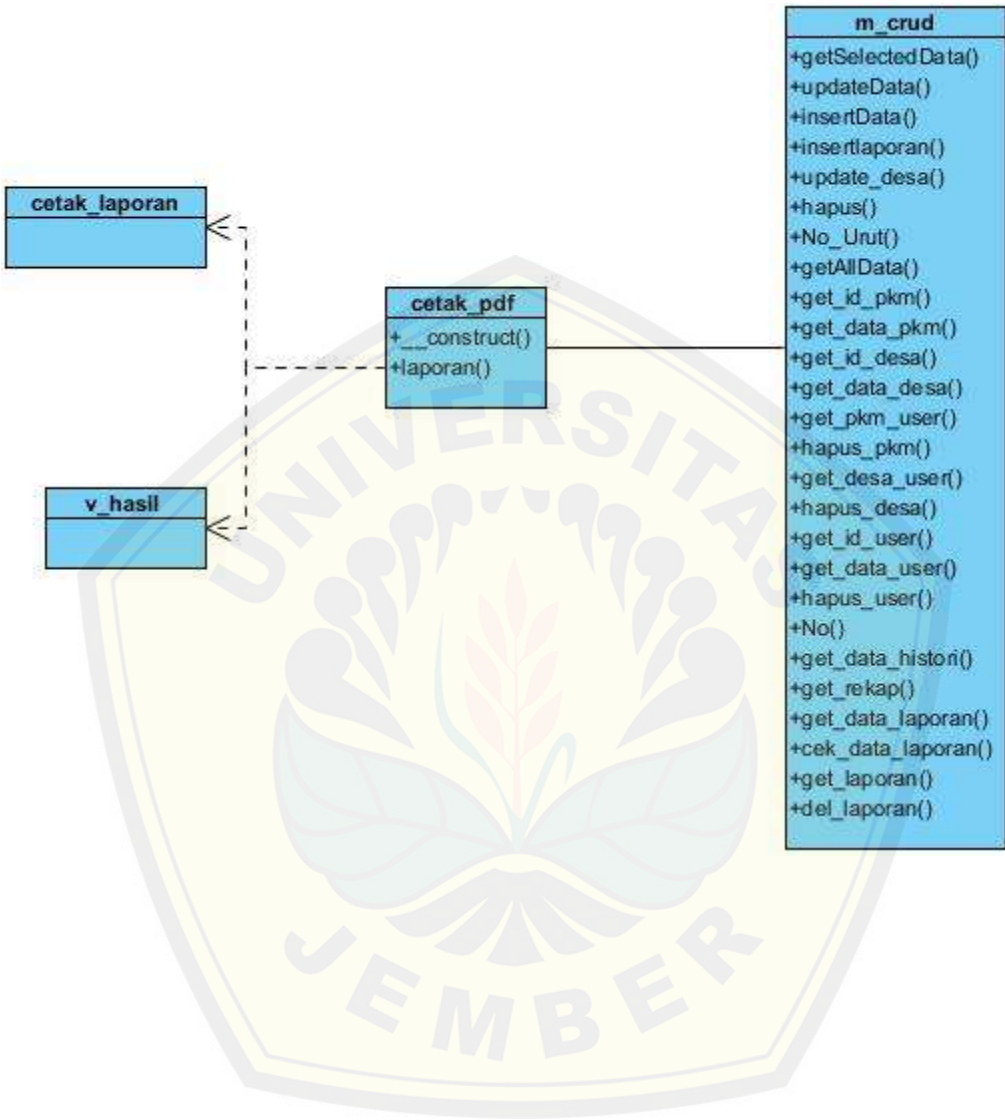 m_crud
+getSelectedData()
+updateData()
+insertData()
+insertlaporan()
+update_desa()
+hapus()
+No_Urut()
+getAllData()
+get_id_pkm()
+get_data_pkm()
+get_id_desa()
+get_data_desa()
+get_pkm_user()
+hapus_pkm()
+get_desa_user()
+hapus_desa()
+get_id_user()
+get_data_user()
+hapus_user()
+No()
+get_data_histori()
+get_rekap()
+get_data_laporan()
+cek_data_laporan()
+get_laporan()
+del_laporan()
cetak_laporan
cetak_pdf
+__construct()
+laporan()
v_hasil
UNIVERSITAS
JEMBER